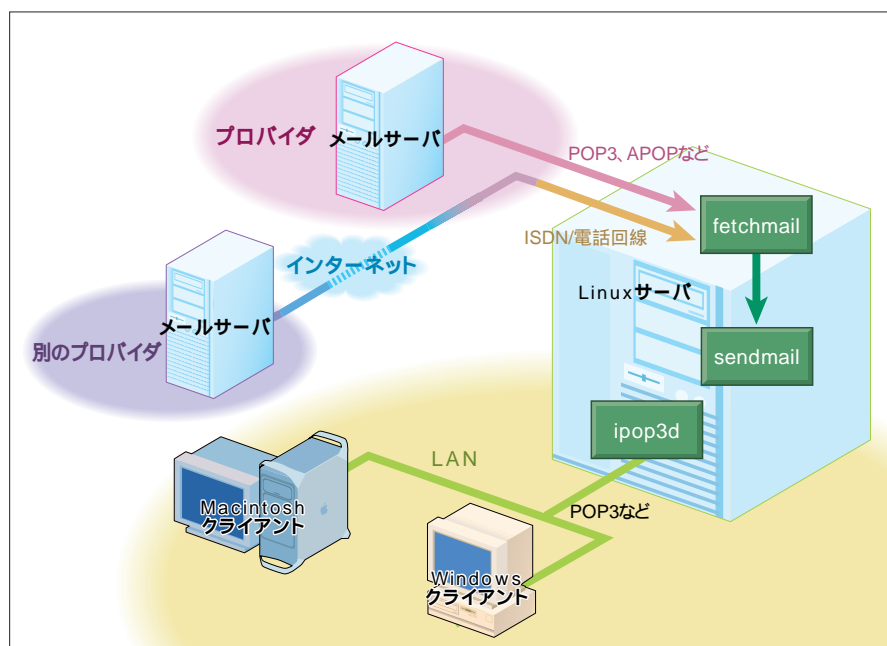 プロバイダ
メールサーバ
POP3、APOPなど
fetchmail
ISDN/電話回線
インターネット
Linuxサーバ
メールサーバ
別のプロバイダ
sendmail
ipop3d
LAN
Macintosh
クライアント
POP3など
Windows
クライアント